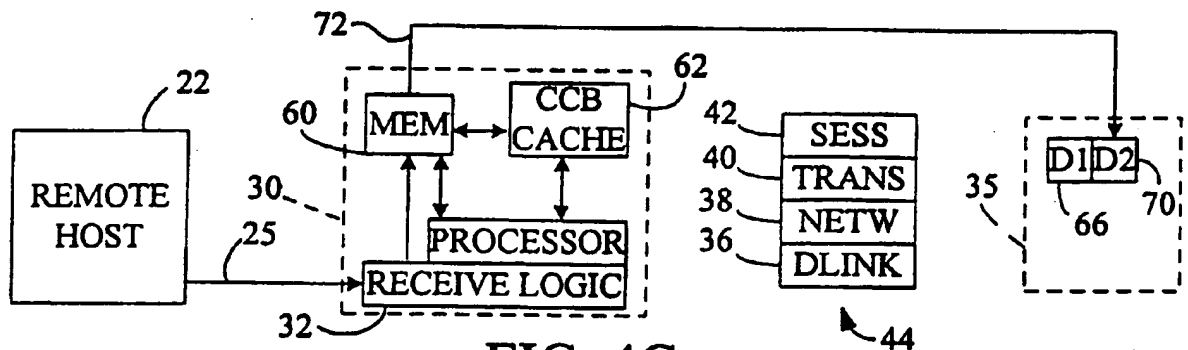 72
22
REMOTE
HOST
25
30
60
MEM
CCB
CACHE
62
PROCESSOR
RECEIVE LOGIC
32
42
SESS
40
TRANS
38
NETW
36
DLINK
44
35
D1
D2
66
70